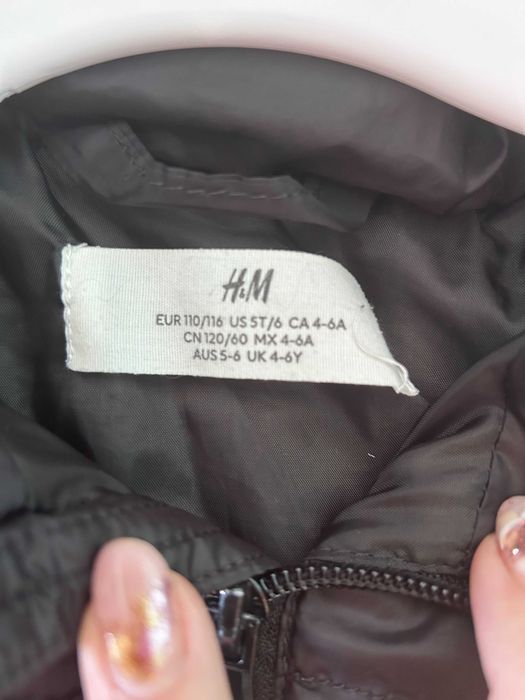 H&M
EUR 110/116 US 5T/6 CA 4-6A
CN 120/60 MX 4-6A
AUS 5-6 UK 4-6Y